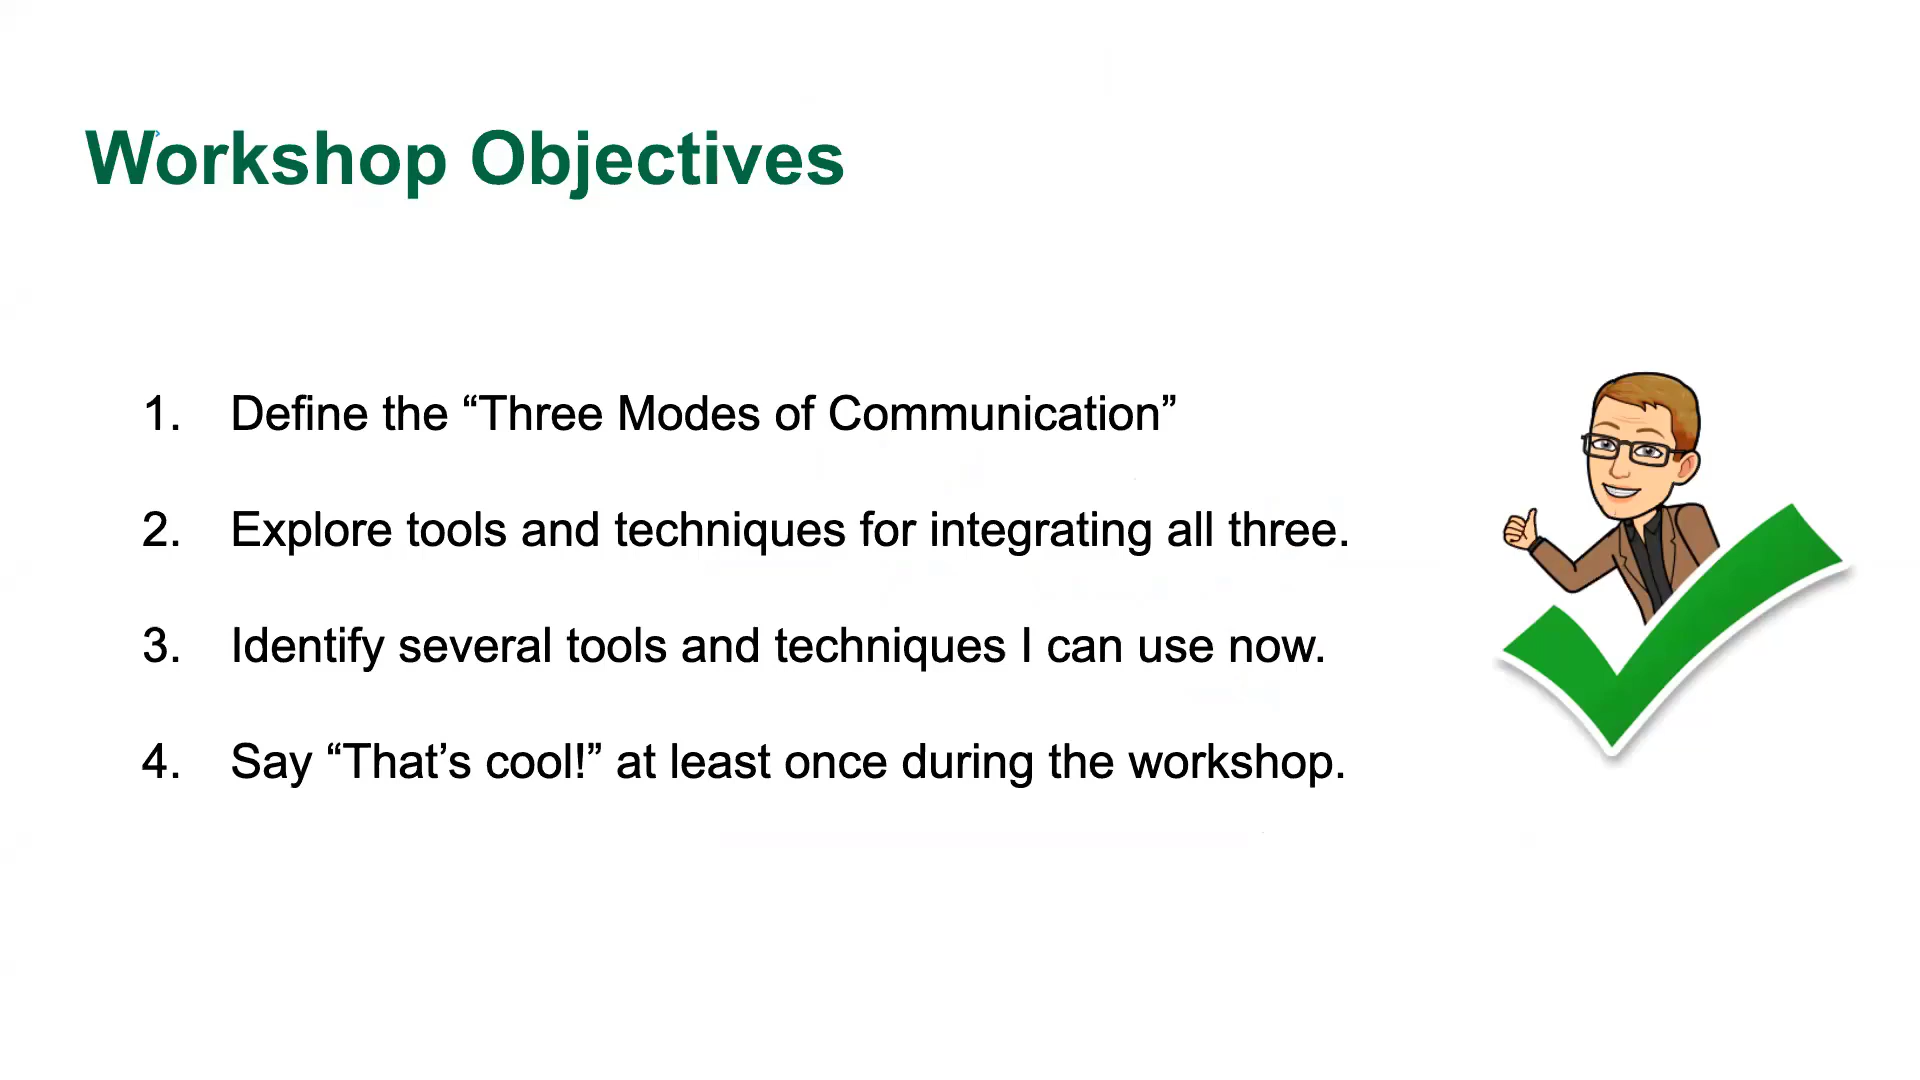 Workshop Objectives
1. Define the “Three Modes of Communication”
2. Explore tools and techniques for integrating all three.
3. Identify several tools and techniques I can use now.
4. Say “That’s cool!” at least once during the workshop.